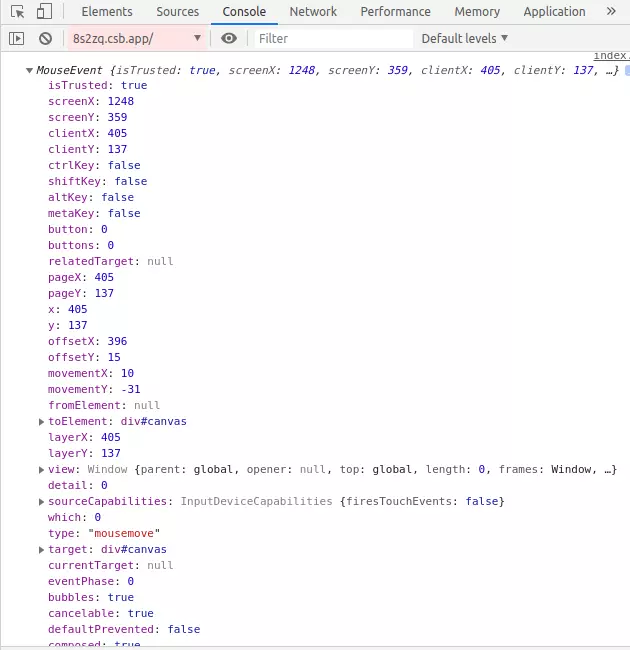 Elements Sources Console Network Performance Memory Application »
8s2zq.csb.app/ ▼ Filter Default levels ▼
index.
▼MouseEvent {isTrusted: true, screenX: 1248, screenY: 359, clientX: 405, clientY: 137, …}
isTrusted: true
screenX: 1248
screenY: 359
clientX: 405
clientY: 137
ctrlKey: false
shiftKey: false
altKey: false
metaKey: false
button: 0
buttons: 0
relatedTarget: null
pageX: 405
pageY: 137
x: 405
y: 137
offsetX: 396
offsetY: 15
movementX: 10
movementY: -31
fromElement: null
▶toElement: div#canvas
layerX: 405
layerY: 137
▶view: Window {parent: global, opener: null, top: global, length: 0, frames: Window, …}
detail: 0
▶sourceCapabilities: InputDeviceCapabilities {firesTouchEvents: false}
which: 0
type: "mousemove"
▶target: div#canvas
currentTarget: null
eventPhase: 0
bubbles: true
cancelable: true
defaultPrevented: false
composed: true